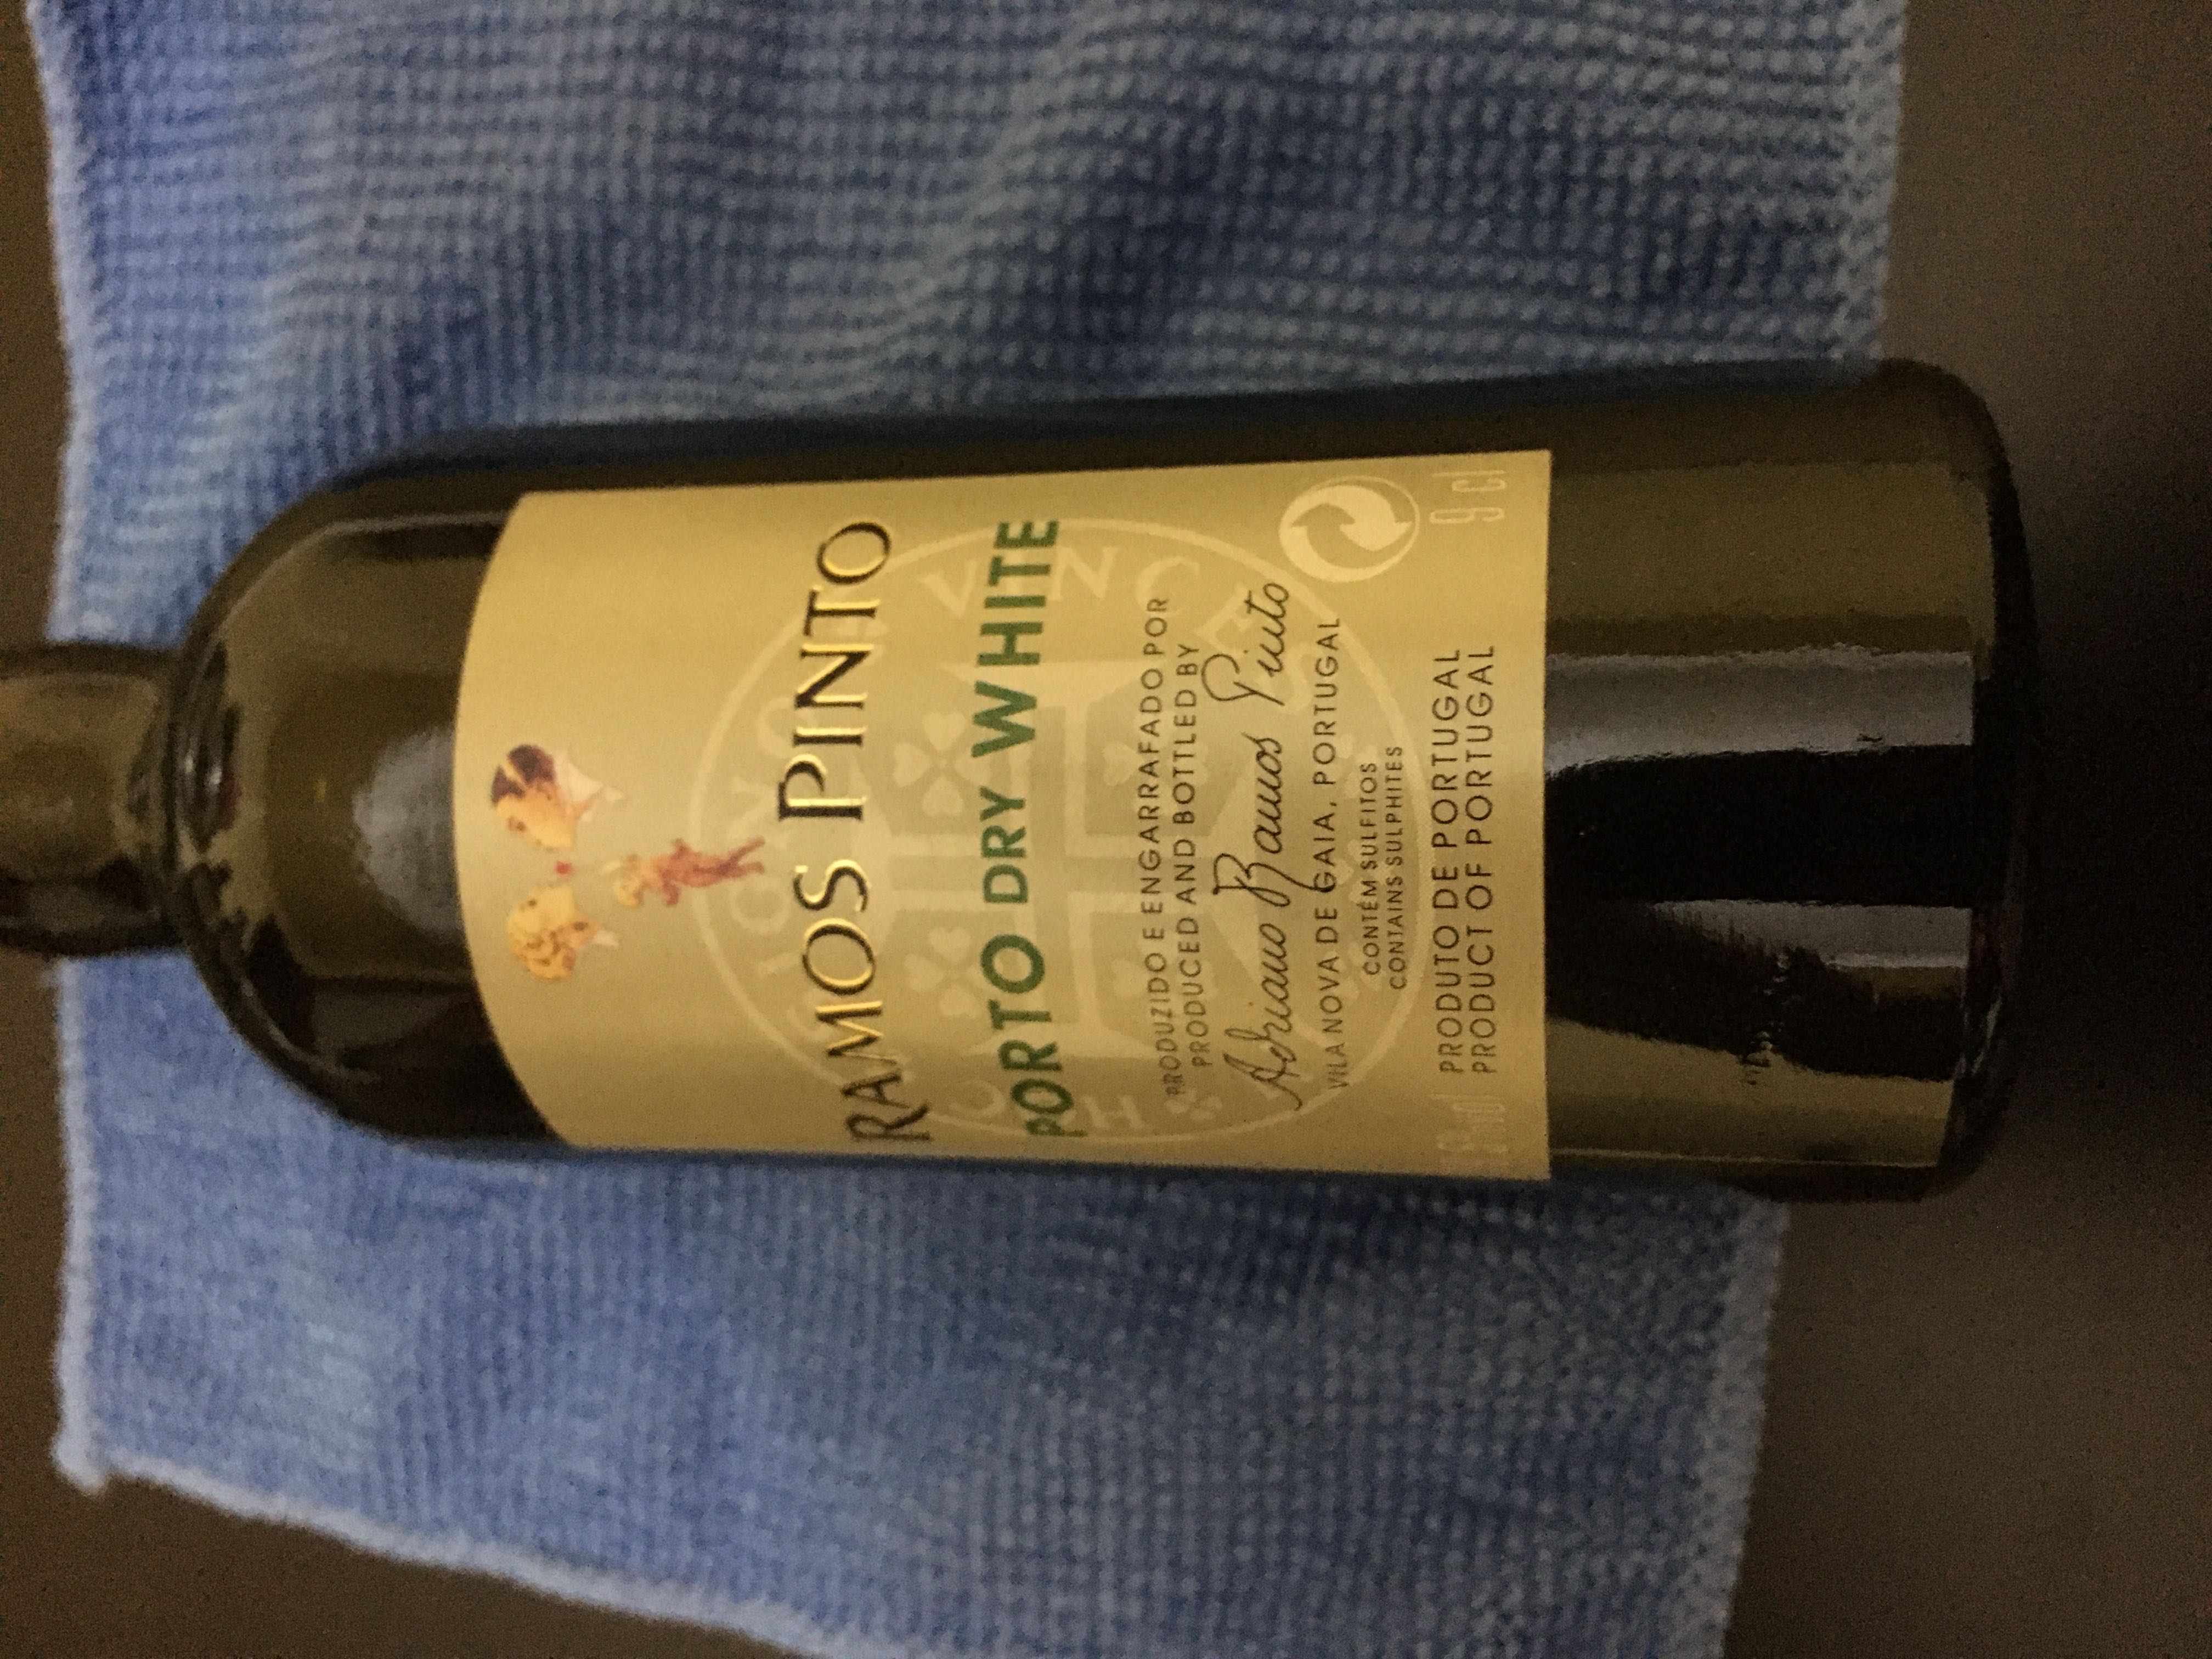 RAMOS PINTO
PORTO DRY WHITE
PRODUZIDO E ENGARRAFADO POR
PRODUCED AND BOTTLED BY
Adriano Ramos Pinto
VILA NOVA DE GAIA, PORTUGAL
CONTÉM SULFITOS
CONTAINS SULPHITES
PRODUTO DE PORTUGAL
PRODUCT OF PORTUGAL
9 cl